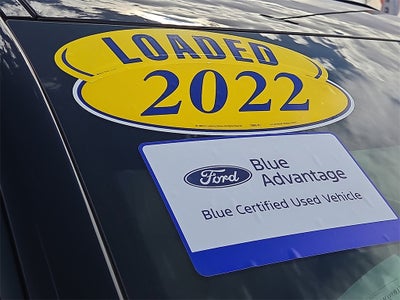 LOADED
2022
Ford
Blue
Advantage
Blue Certified Used Vehicle